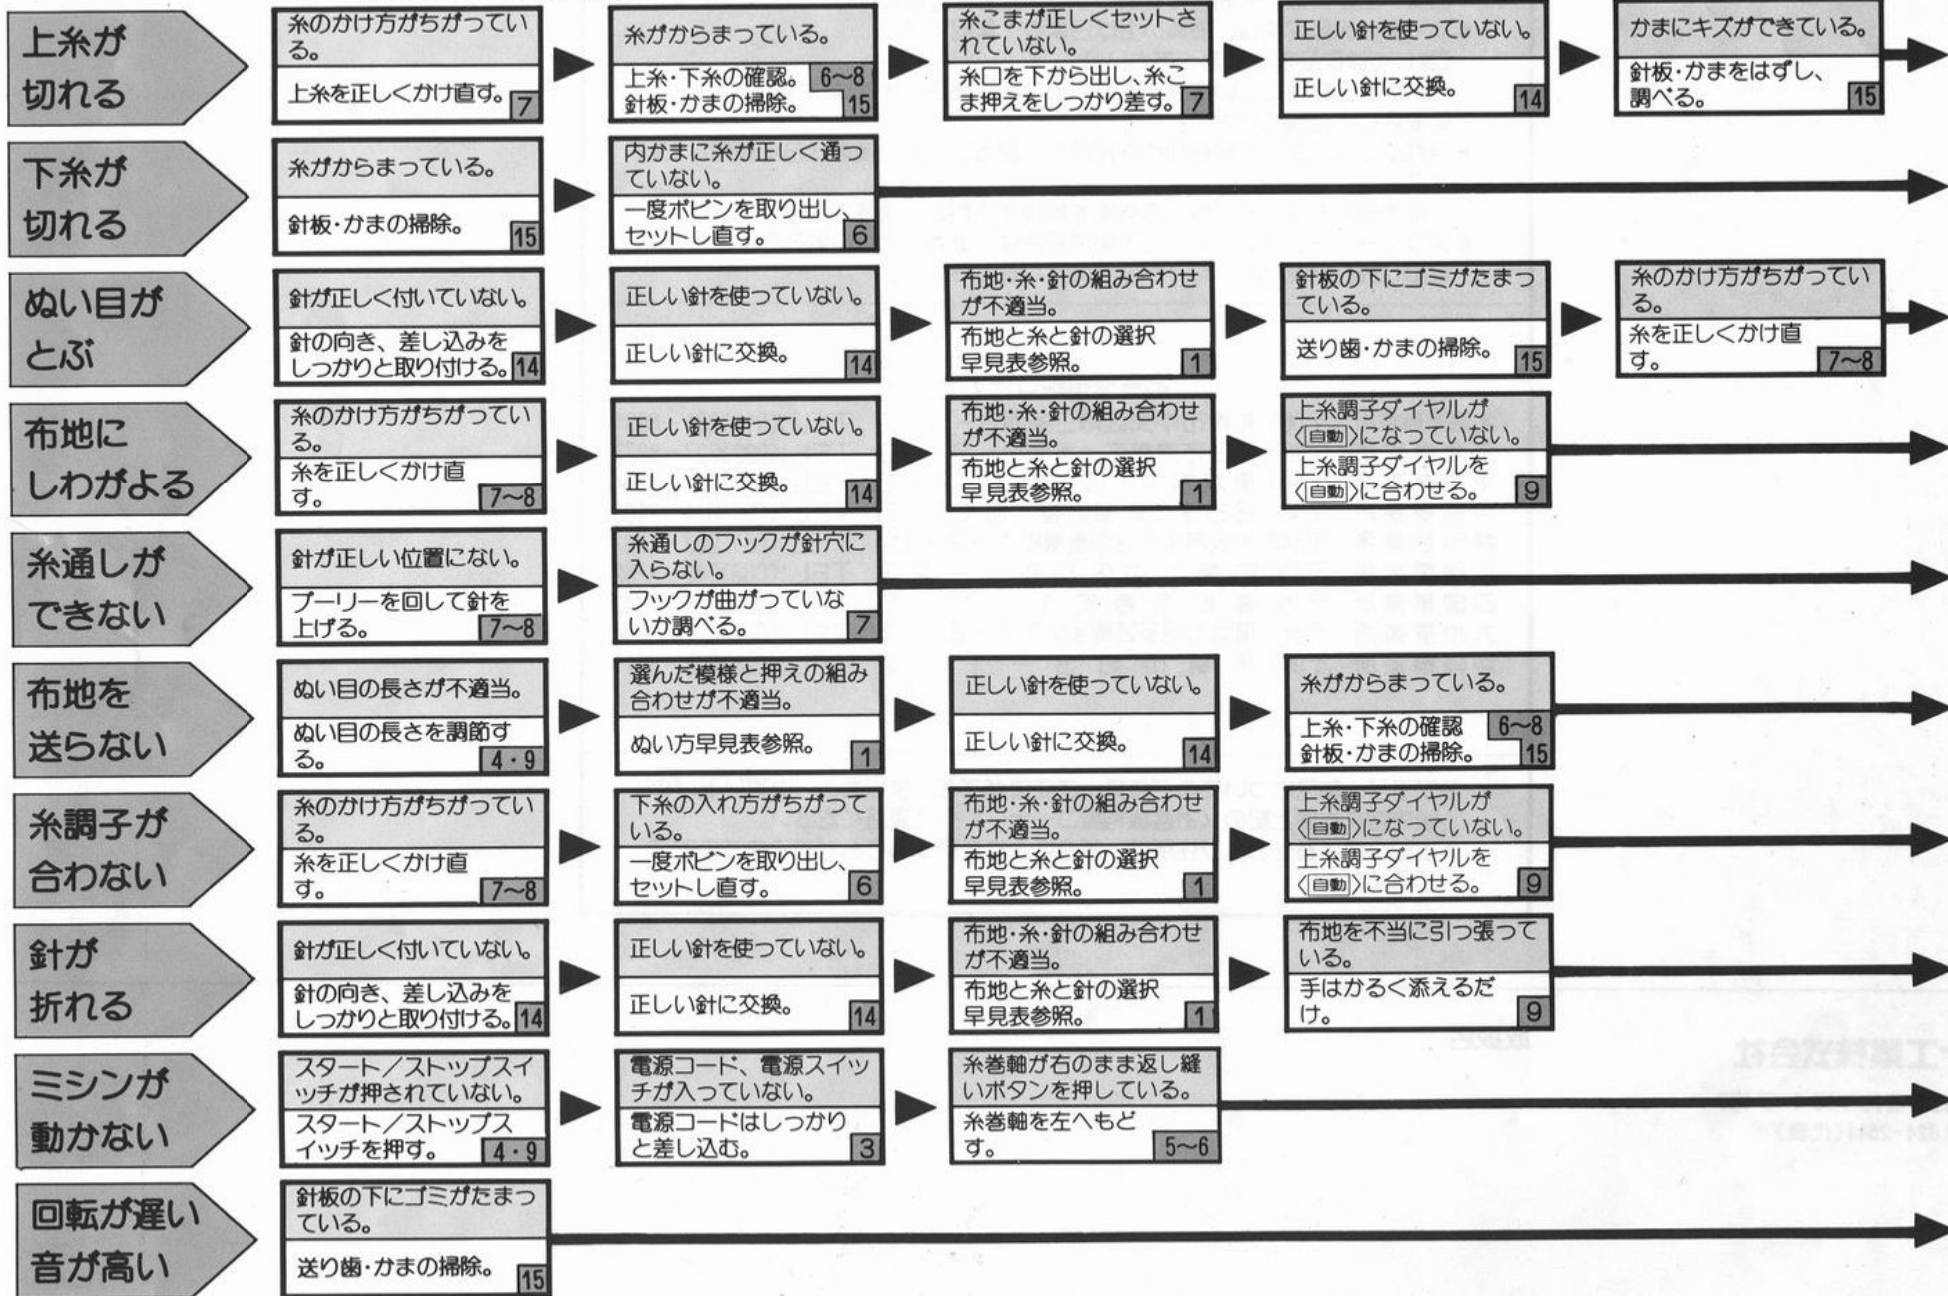 上糸が
切れる
糸のかけ方がちがってい
る。
上糸を正しくかけ直す。 7
糸がからまっている。
上糸・下糸の確認。 6〜8
針板・かまの掃除。 15
糸こまが正しくセットさ
れていない。
糸口を下から出し、糸こ
ま押えをしっかり差す。 7
正しい針を使っていない。
正しい針に交換。 14
かまにキズができている。
針板・かまをはずし、
調べる。 15
下糸が
切れる
糸がからまっている。
針板・かまの掃除。 15
内かまに糸が正しく通っ
ていない。
一度ボビンを取り出し、
セットし直す。 6
ぬい目が
とぶ
針が正しく付いていない。
針の向き、差し込みを
しっかりと取り付ける。 14
正しい針を使っていない。
正しい針に交換。 14
布地・糸・針の組み合わせ
が不適当。
布地と糸と針の選択
早見表参照。 1
針板の下にゴミがたまっ
ている。
送り歯・かまの掃除。 15
糸のかけ方がちがってい
る。
糸を正しくかけ直
す。 7〜8
布地に
しわがよる
糸のかけ方がちがってい
る。
糸を正しくかけ直
す。 7〜8
正しい針を使っていない。
正しい針に交換。 14
布地・糸・針の組み合わせ
が不適当。
布地と糸と針の選択
早見表参照。 1
上糸調子ダイヤルが
〈自動〉になっていない。
上糸調子ダイヤルを
〈自動〉に合わせる。 9
糸通しが
できない
針が正しい位置にない。
プーリーを回して針を
上げる。 7〜8
糸通しのフックが針穴に
入らない。
フックが曲がっていな
いか調べる。 7
布地を
送らない
ぬい目の長さが不適当。
ぬい目の長さを調節す
る。 4・9
選んだ模様と押えの組み
合わせが不適当。
ぬい方早見表参照。 1
正しい針を使っていない。
正しい針に交換。 14
糸がからまっている。
上糸・下糸の確認 6〜8
針板・かまの掃除。 15
糸調子が
合わない
糸のかけ方がちがってい
る。
糸を正しくかけ直
す。 7〜8
下糸の入れ方がちがって
いる。
一度ボビンを取り出し、
セットし直す。 6
布地・糸・針の組み合わせ
が不適当。
布地と糸と針の選択
早見表参照。 1
上糸調子ダイヤルが
〈自動〉になっていない。
上糸調子ダイヤルを
〈自動〉に合わせる。 9
針が
折れる
針が正しく付いていない。
針の向き、差し込みを
しっかりと取り付ける。 14
正しい針を使っていない。
正しい針に交換。 14
布地・糸・針の組み合わせ
が不適当。
布地と糸と針の選択
早見表参照。 1
布地を不当に引っ張って
いる。
手はかるく添えるだ
け。 9
ミシンが
動かない
スタート／ストップスイ
ッチが押されていない。
スタート／ストップス
イッチを押す。 4・9
電源コード、電源スイッ
チが入っていない。
電源コードはしっかり
と差し込む。 3
糸巻軸が右のまま返し縫
いボタンを押している。
糸巻軸を左へもど
す。 5〜6
回転が遅い
音が高い
針板の下にゴミがたまっ
ている。
送り歯・かまの掃除。 15